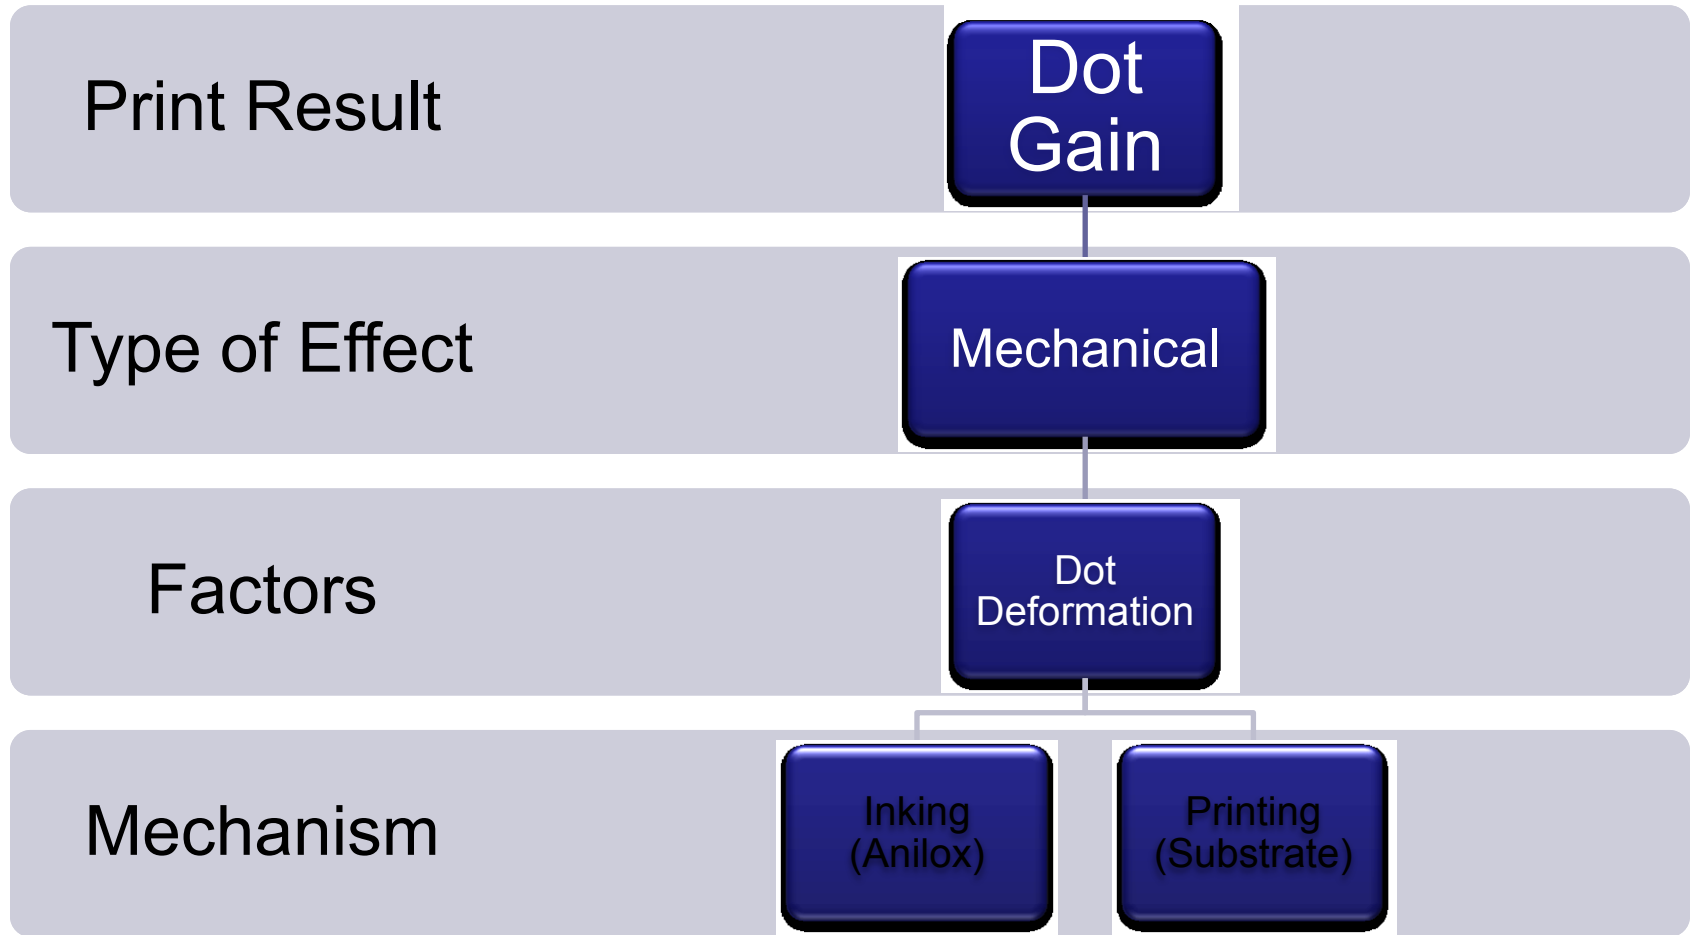 Print Result
Dot
Gain
Type of Effect
Mechanical
Factors
Dot
Deformation
Mechanism
Inking
(Anilox)
Printing
(Substrate)